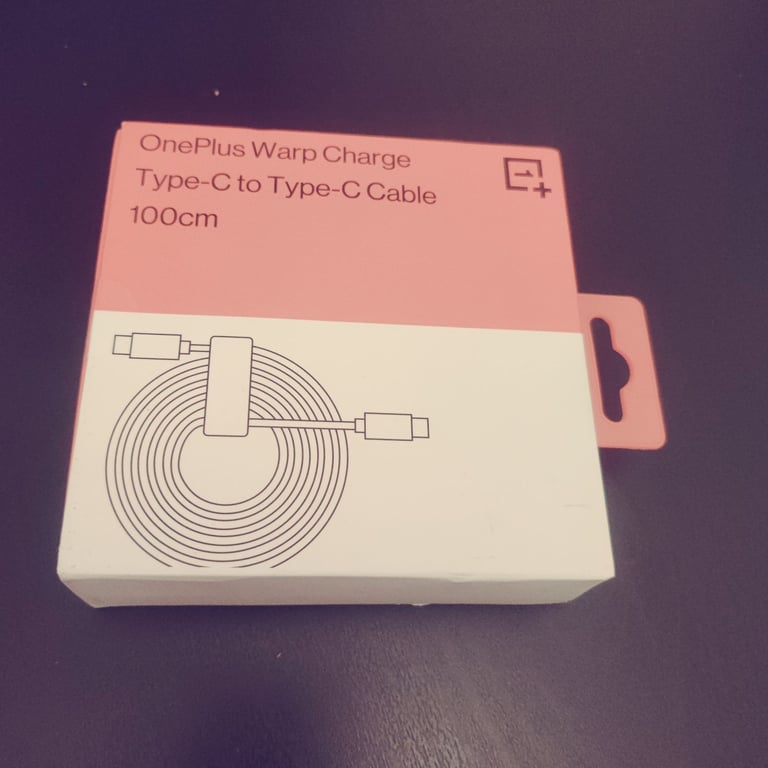 OnePlus Warp Charge
Type-C to Type-C Cable
100cm